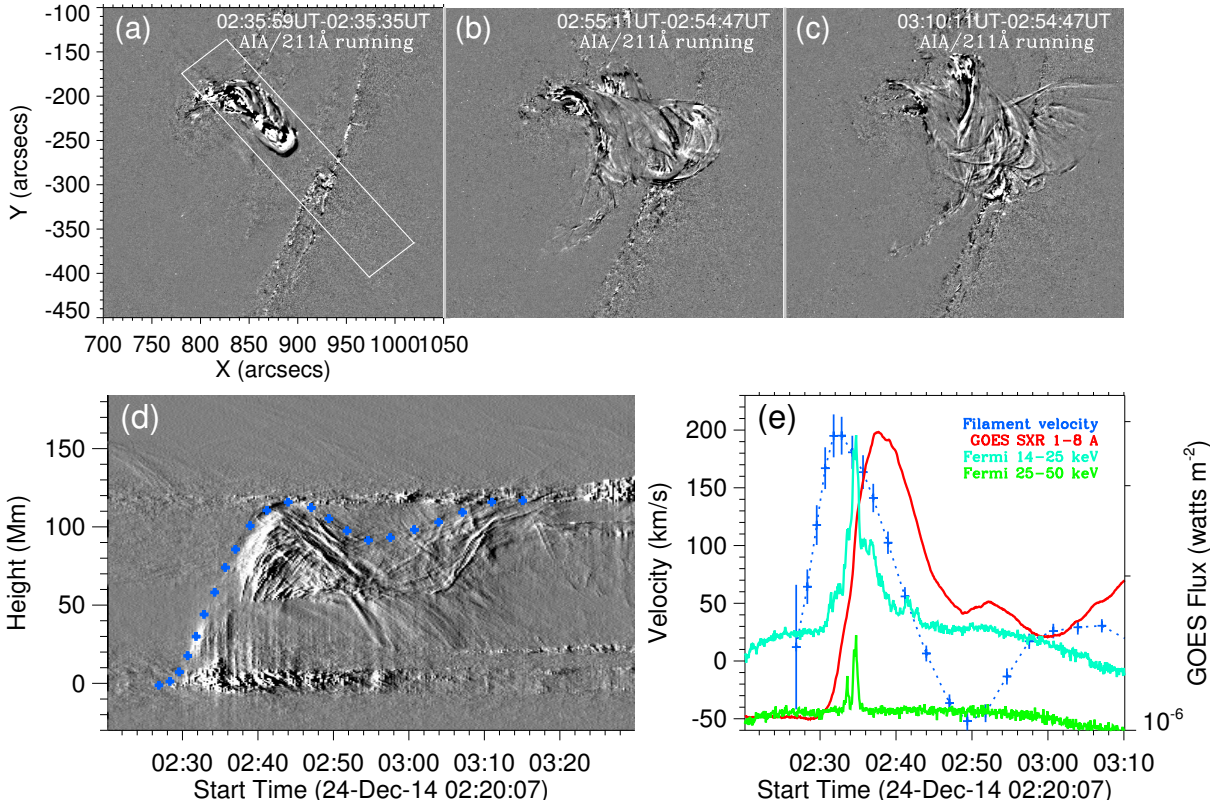 (a)
02:35:59UT-02:35:35UT
AIA/211Å running
(b)
02:55:11UT-02:54:47UT
AIA/211Å running
(c)
03:10:11UT-02:54:47UT
AIA/211Å running
Y (arcsecs)
-100
-150
-200
-250
-300
-350
-400
-450
700 750 800 850 900 950 1000 1050
X (arcsecs)
(d)
Height (Mm)
150
100
50
0
02:30 02:40 02:50 03:00 03:10 03:20
Start Time (24-Dec-14 02:20:07)
(e)
Filament velocity
GOES SXR 1-8 A
Fermi 14-25 keV
Fermi 25-50 keV
Velocity (km/s)
200
150
100
50
0
-50
GOES Flux (watts m⁻²)
10⁻⁶
02:30 02:40 02:50 03:00 03:10
Start Time (24-Dec-14 02:20:07)